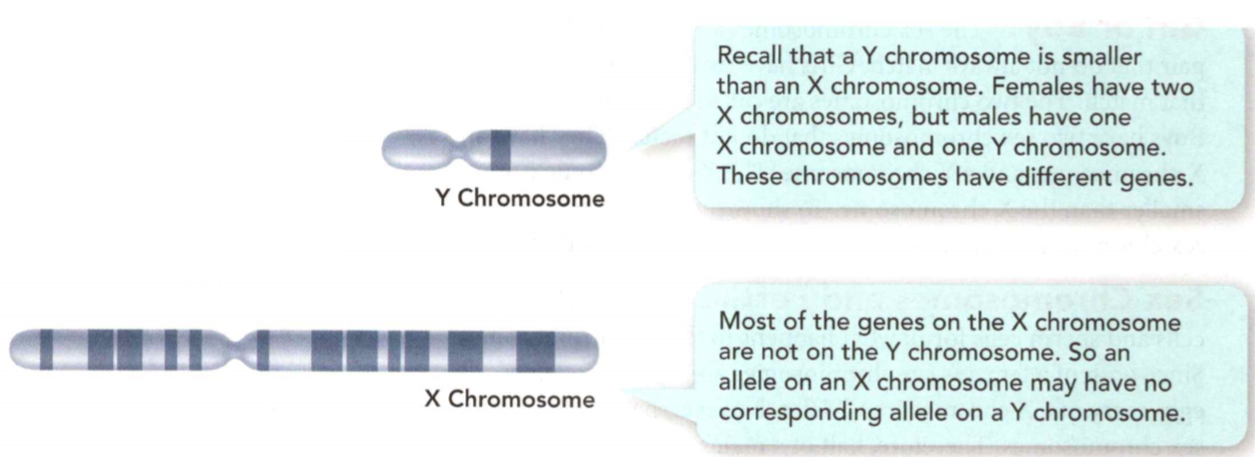 Recall that a Y chromosome is smaller
than an X chromosome. Females have two
X chromosomes, but males have one
X chromosome and one Y chromosome.
These chromosomes have different genes.
Y Chromosome
Most of the genes on the X chromosome
are not on the Y chromosome. So an
allele on an X chromosome may have no
corresponding allele on a Y chromosome.
X Chromosome